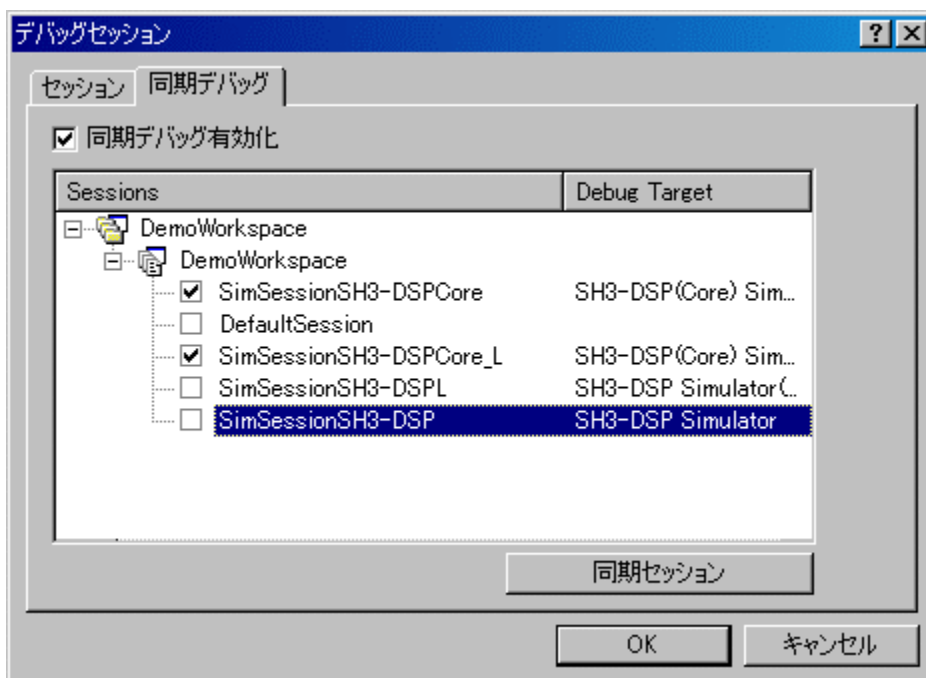 デバッグセッション
セッション 同期デバッグ
同期デバッグ有効化
Sessions Debug Target
DemoWorkspace
DemoWorkspace
SimSessionSH3-DSPCore SH3-DSP(Core) Sim...
DefaultSession
SimSessionSH3-DSPCore_L SH3-DSP(Core) Sim...
SimSessionSH3-DSPL SH3-DSP Simulator(...
SimSessionSH3-DSP SH3-DSP Simulator
同期セッション
OK キャンセル